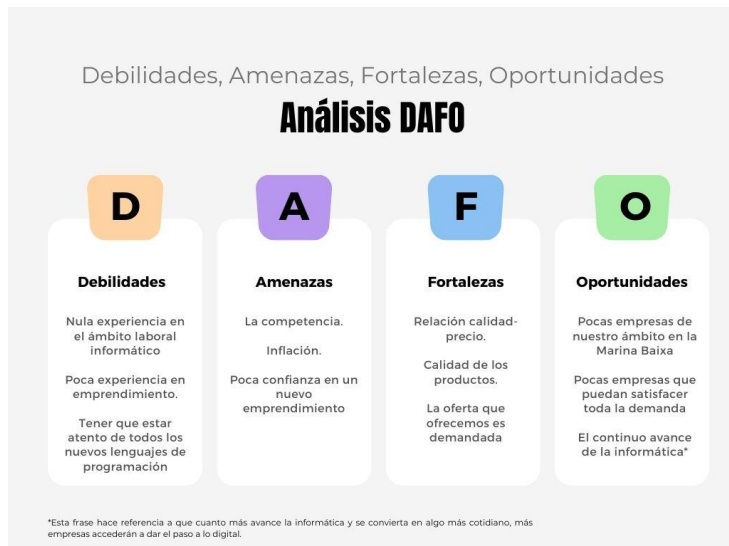 Debilidades, Amenazas, Fortalezas, Oportunidades
Análisis DAFO
D
Debilidades
Nula experiencia en
el ámbito laboral
informático
Poca experiencia en
emprendimiento.
Tener que estar
atento de todos los
nuevos lenguajes de
programación
A
Amenazas
La competencia.
Inflación.
Poca confianza en un
nuevo
emprendimiento
F
Fortalezas
Relación calidad-
precio.
Calidad de los
productos.
La oferta que
ofrecemos es
demandada
O
Oportunidades
Pocas empresas de
nuestro ámbito en la
Marina Baixa
Pocas empresas que
puedan satisfacer
toda la demanda
El continuo avance
de la informática*
*Esta frase hace referencia a que cuanto más avance la informática y se convierta en algo más cotidiano, más
empresas accederán a dar el paso a lo digital.